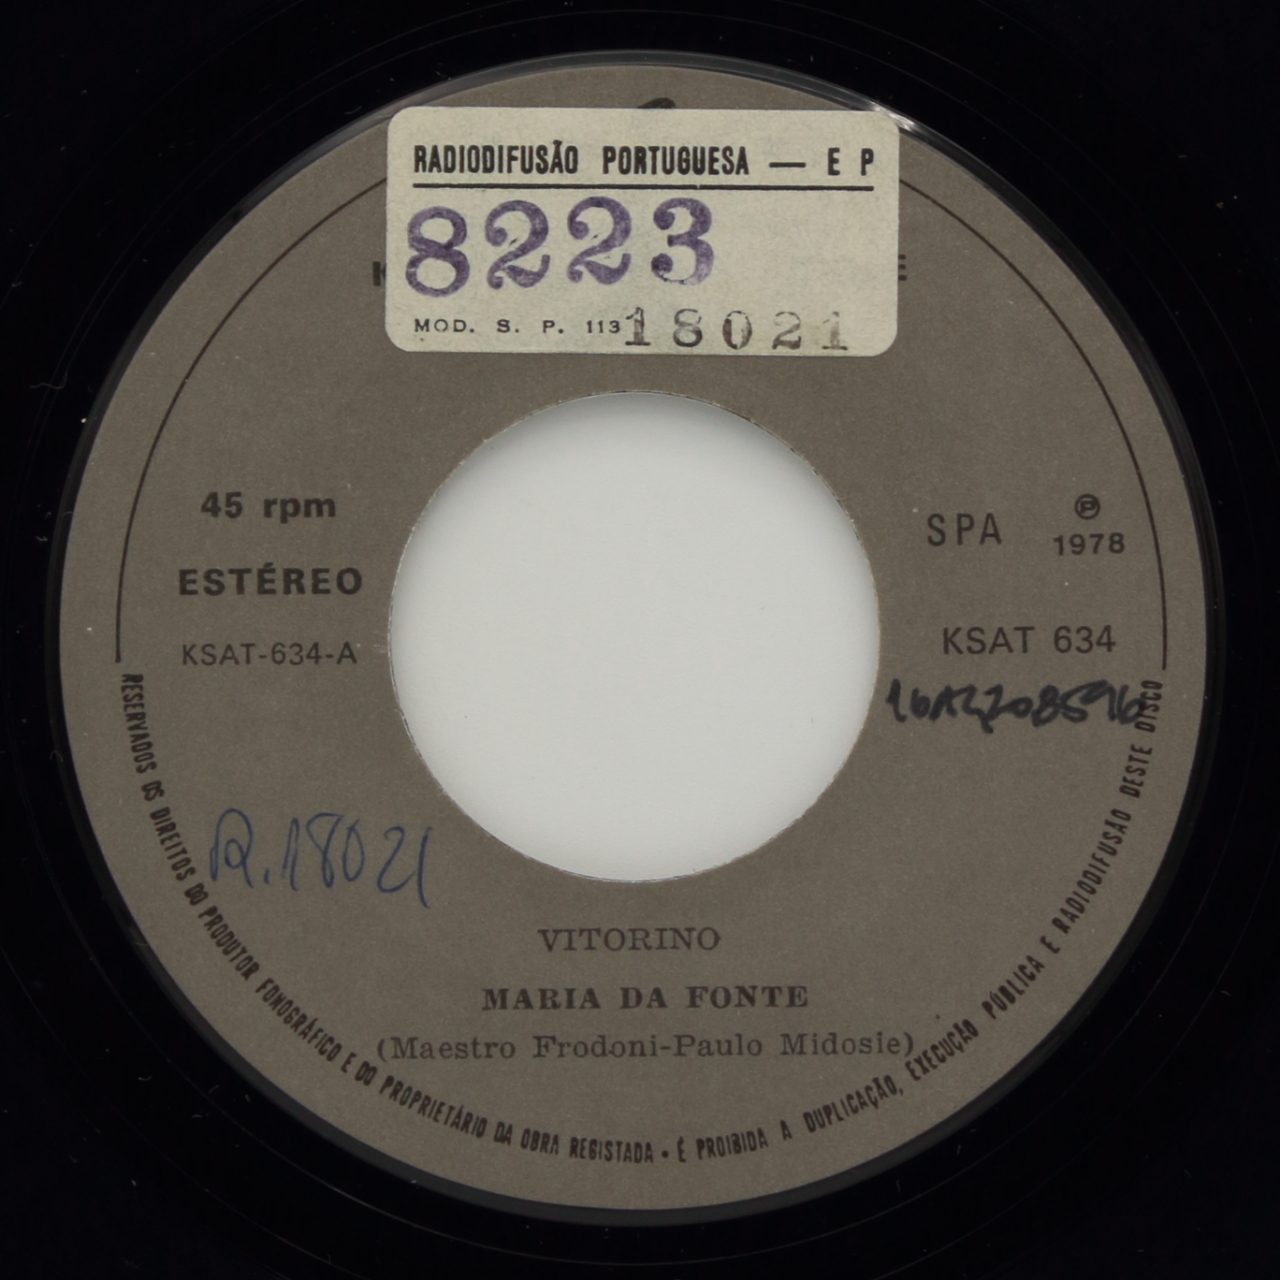 RADIODIFUSÃO PORTUGUESA — E P
8223
MOD. S. P. 113 18021
45 rpm
ESTÉREO
KSAT-634-A
SPA
℗
1978
KSAT 634
R.18021
VITORINO
MARIA DA FONTE
(Maestro Frodoni-Paulo Midosie)
RESERVADOS OS DIREITOS DO PRODUTOR FONOGRÁFICO E DO PROPRIETÁRIO DA OBRA REGISTADA • É PROIBIDA A DUPLICAÇÃO, EXECUÇÃO PÚBLICA E RADIODIFUSÃO DESTE DISCO